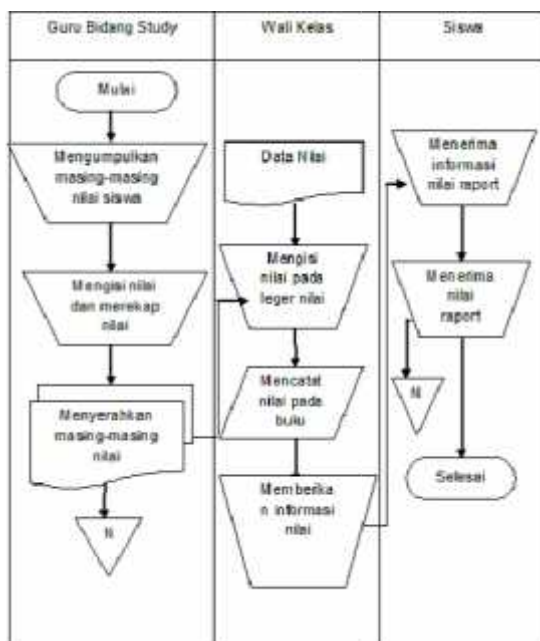 Guru Bidang Study
Wali Kelas
Siswa
Mulai
Mengumpulkan
masing-masing
nilai siswa
Mengisi nilai
dan merekap
nilai
Menyerahkan
masing-masing
nilai
N
Data Nilai
Mengisi
nilai pada
leger nilai
Mencatat
nilai pada
buku
Memberika
n informasi
nilai
Menerima
informasi
nilai raport
Menerima
nilai
raport
N
Selesai